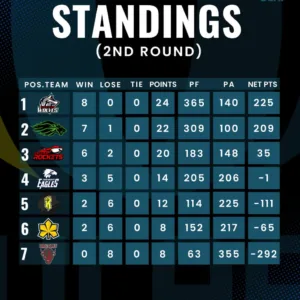 STANDINGS
(2ND ROUND)
POS. TEAM WIN LOSE TIE POINTS PF PA NET PTS
1 8 0 0 24 365 140 225
2 7 1 0 22 309 100 209
3 ROCKETS 6 2 0 20 183 148 35
4 EAGLES 3 5 0 14 205 206 -1
5 2 6 0 12 114 225 -111
6 2 6 0 8 152 217 -65
7 0 8 0 8 63 355 -292